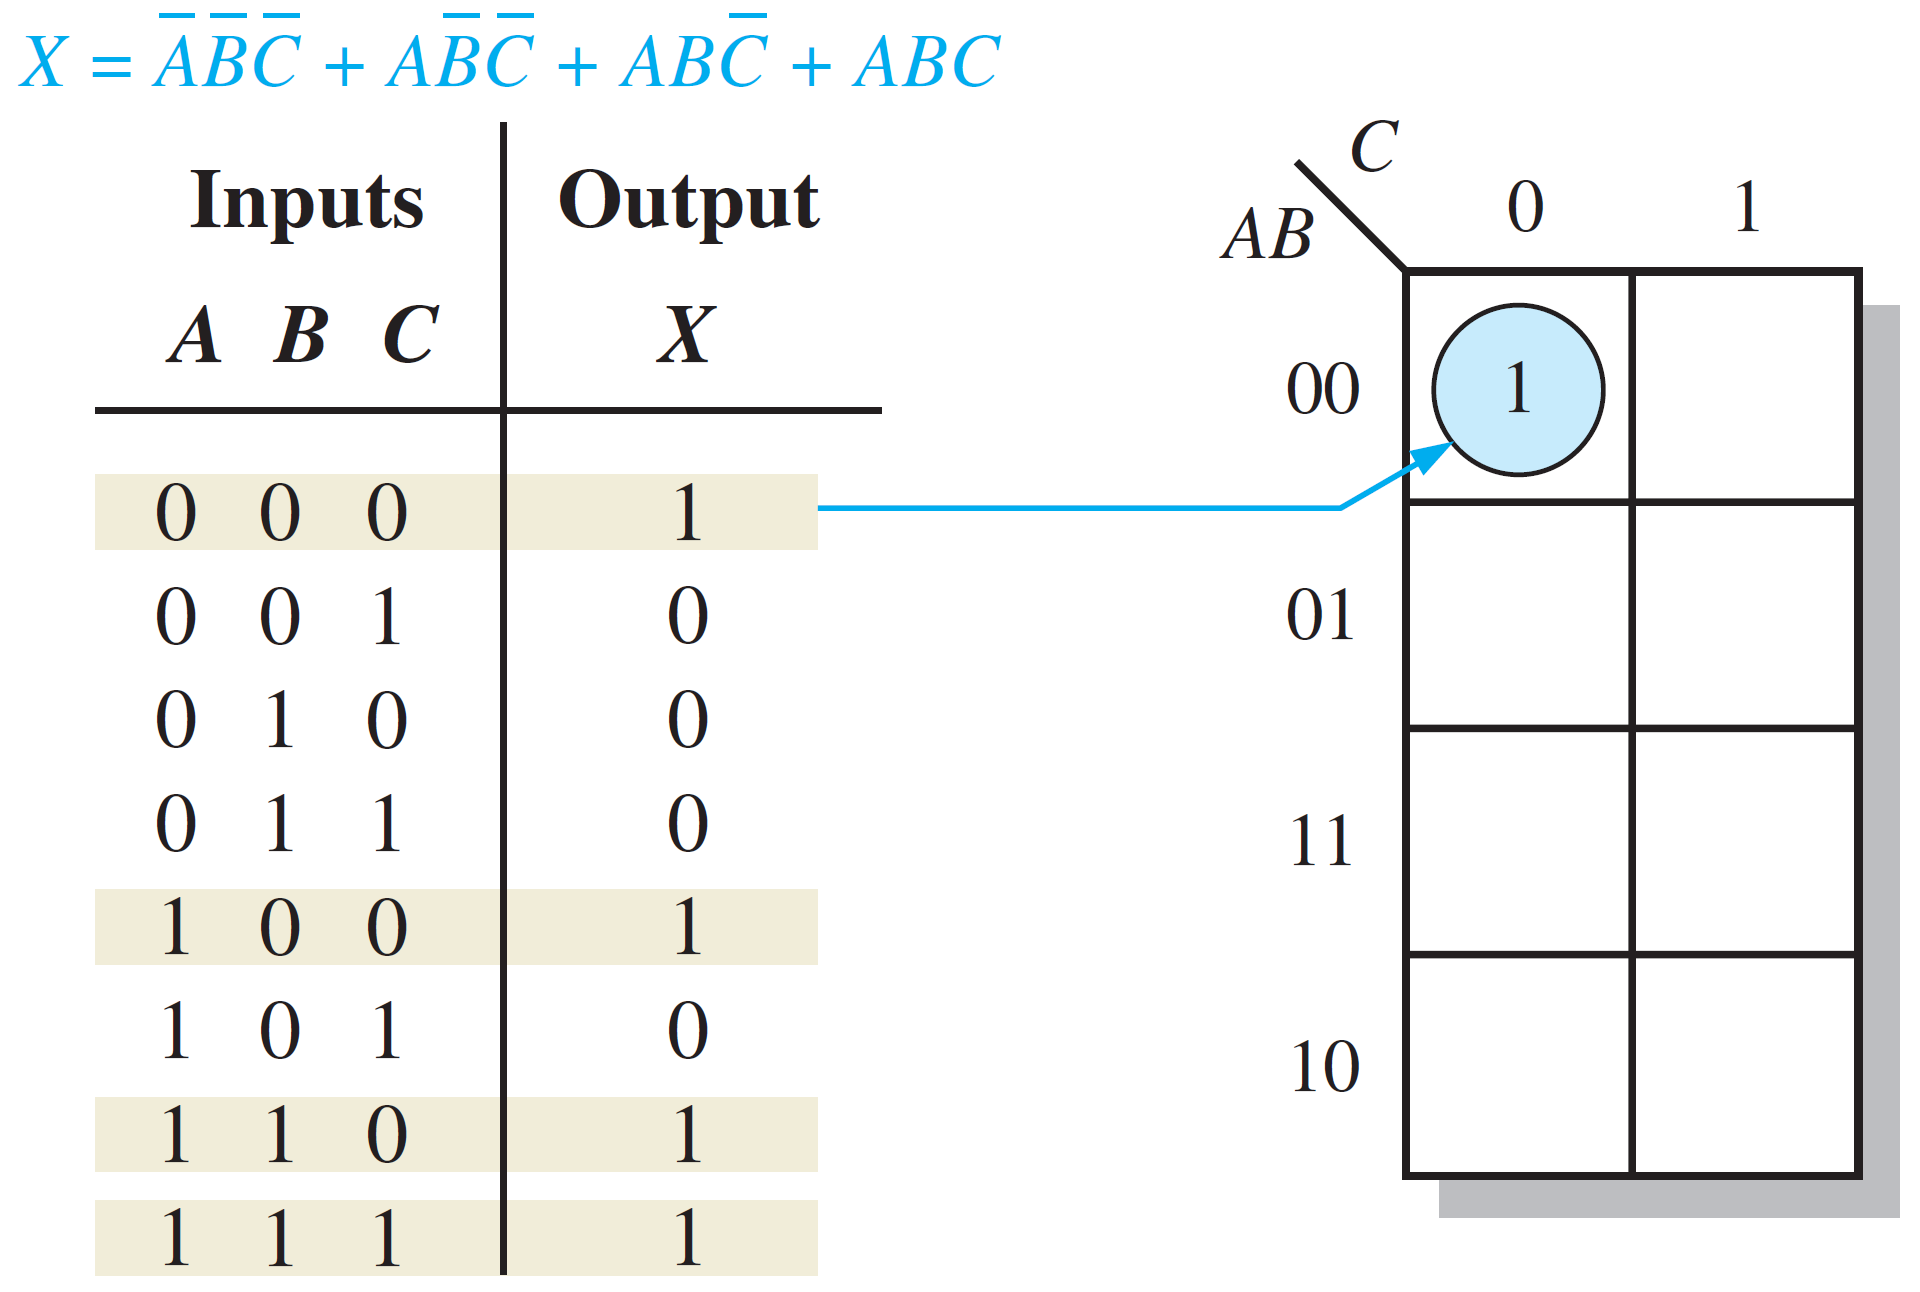 X = A̅B̅C̅ + AB̅C̅ + ABC̅ + ABC
Inputs Output
A B C X
0 0 0 1
0 0 1 0
0 1 0 0
0 1 1 0
1 0 0 1
1 0 1 0
1 1 0 1
1 1 1 1
C
AB 0 1
00 1
01
11
10